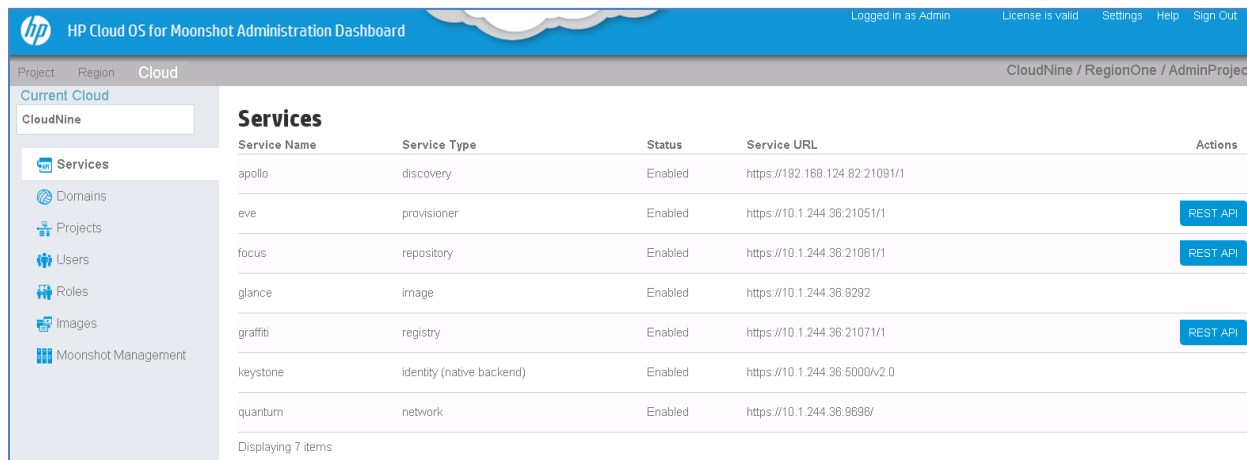 hp HP Cloud OS for Moonshot Administration Dashboard Logged in as Admin License is valid Settings Help Sign Out
Project Region Cloud CloudNine / RegionOne / AdminProjec
Current Cloud
CloudNine
Services
Domains
Projects
Users
Roles
Images
Moonshot Management
Services
Service Name Service Type Status Service URL Actions
apollo discovery Enabled https://192.168.124.82:21091/1
eve provisioner Enabled https://10.1.244.36:21051/1 REST API
focus repository Enabled https://10.1.244.36:21061/1 REST API
glance image Enabled https://10.1.244.36:9292
graffiti registry Enabled https://10.1.244.36:21071/1 REST API
keystone identity (native backend) Enabled https://10.1.244.36:5000/v2.0
quantum network Enabled https://10.1.244.36:9696/
Displaying 7 items